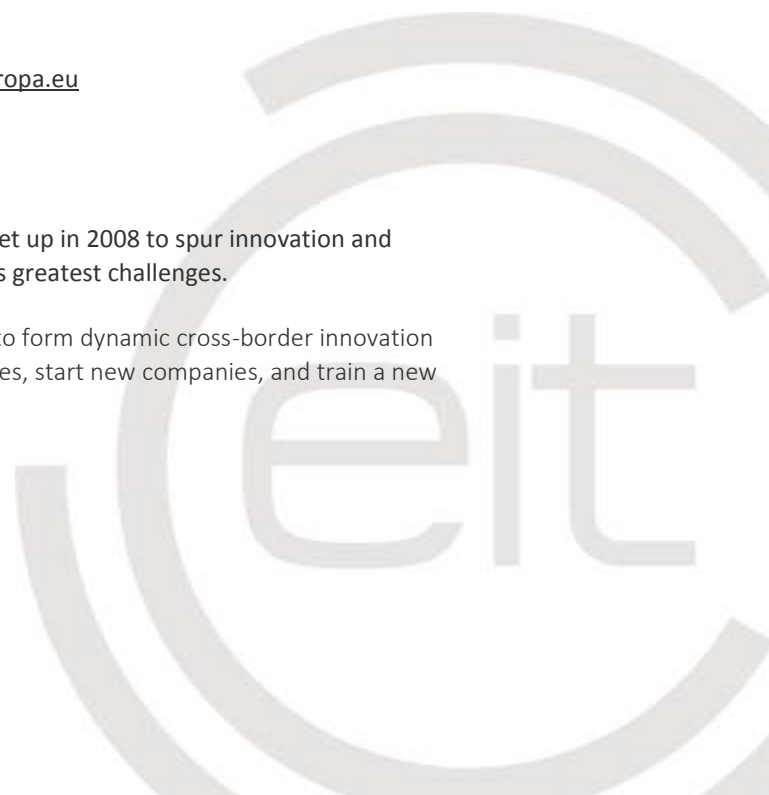 ropa.eu
et up in 2008 to spur innovation and
s greatest challenges.
to form dynamic cross-border innovation
es, start new companies, and train a new
eit